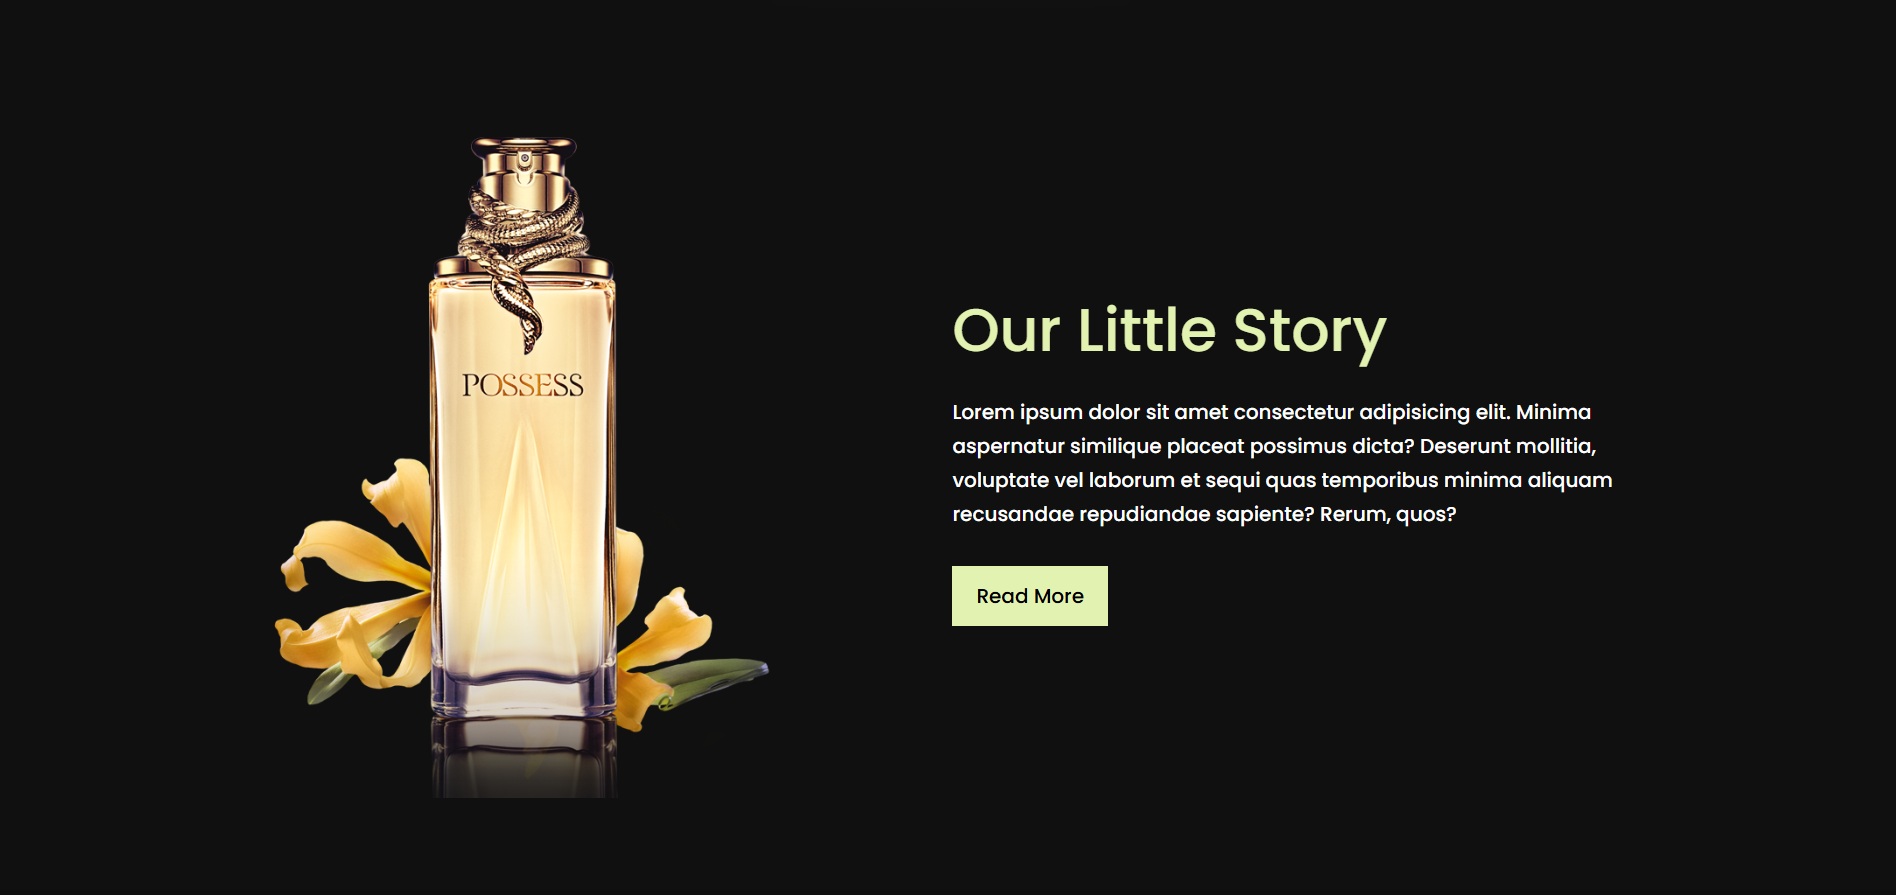 POSSESS
Our Little Story
Lorem ipsum dolor sit amet consectetur adipisicing elit. Minima
aspernatur similique placeat possimus dicta? Deserunt mollitia,
voluptate vel laborum et sequi quas temporibus minima aliquam
recusandae repudiandae sapiente? Rerum, quos?
Read More